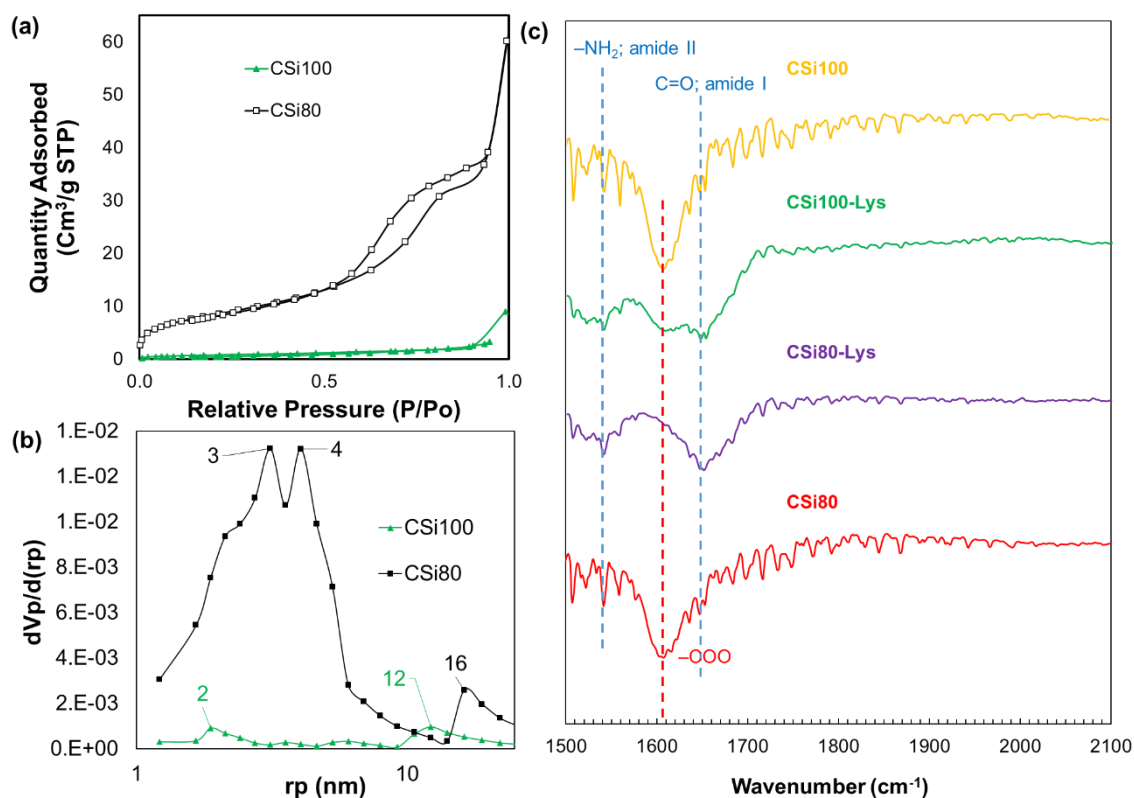 (a)
60
50
40
30
20
10
0
Quantity Adsorbed
(Cm³/g STP)
CSi100
CSi80
0.0
0.5
1.0
Relative Pressure (P/Po)
(b)
1.E-02
1.E-02
1.E-02
8.E-03
6.E-03
4.E-03
2.E-03
0.E+00
dVp/d(rp)
3
4
CSi100
CSi80
2
12
16
1
10
rp (nm)
(c)
–NH₂; amide II
C=O; amide I
CSi100
CSi100-Lys
CSi80-Lys
CSi80
–COO
1500
1600
1700
1800
1900
2000
2100
Wavenumber (cm⁻¹)